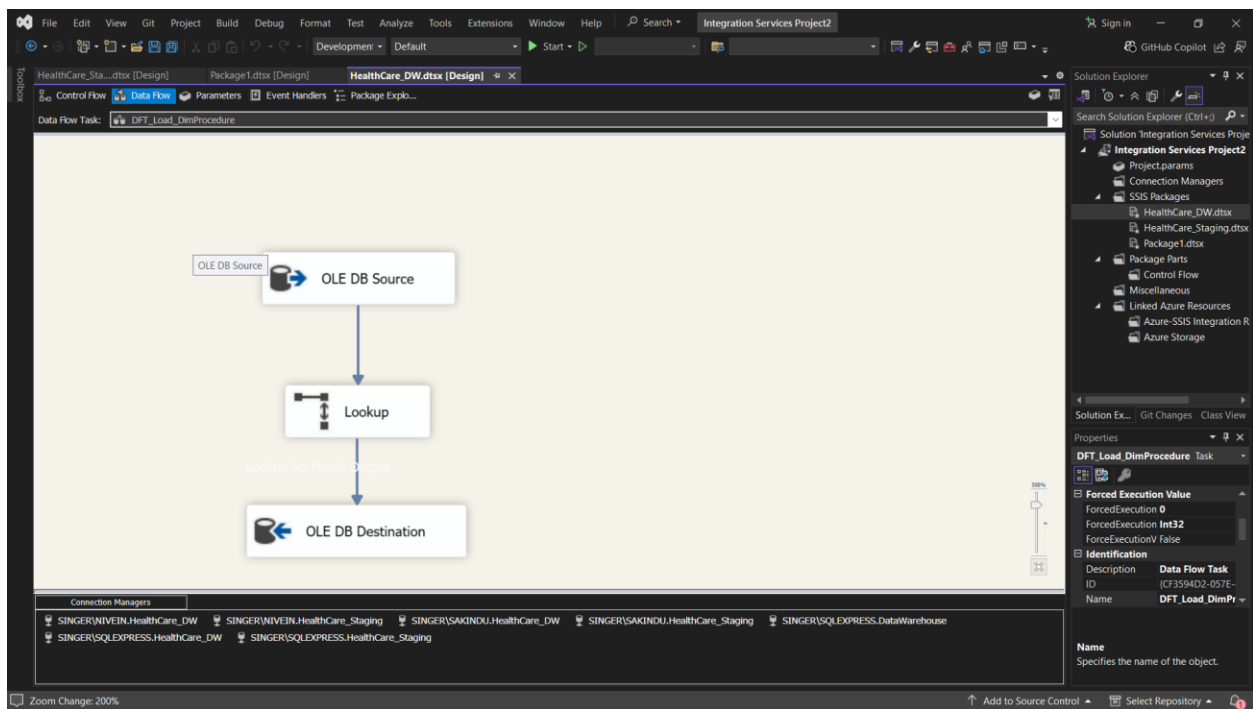 File Edit View Git Project Build Debug Format Test Analyze Tools Extensions Window Help Search Integration Services Project2 Sign in
Development Default Start GitHub Copilot
Toolbox
HealthCare_Sta....dtsx [Design] Package1.dtsx [Design] HealthCare_DW.dtsx [Design]
Control Flow Data Flow Parameters Event Handlers Package Explo...
Data Flow Task: DFT_Load_DimProcedure
OLE DB Source
OLE DB Source
Lookup
Lookup No Match Output
OLE DB Destination
200%
Connection Managers
SINGER\NIVEIN.HealthCare_DW SINGER\NIVEIN.HealthCare_Staging SINGER\SAKINDU.HealthCare_DW SINGER\SAKINDU.HealthCare_Staging SINGER\SQLEXPRESS.DataWarehouse
SINGER\SQLEXPRESS.HealthCare_DW SINGER\SQLEXPRESS.HealthCare_Staging
Solution Explorer
Search Solution Explorer (Ctrl+;)
Solution 'Integration Services Proje
Integration Services Project2
Project.params
Connection Managers
SSIS Packages
HealthCare_DW.dtsx
HealthCare_Staging.dtsx
Package1.dtsx
Package Parts
Control Flow
Miscellaneous
Linked Azure Resources
Azure-SSIS Integration R
Azure Storage
Solution Ex... Git Changes Class View
Properties
DFT_Load_DimProcedure Task
Forced Execution Value
ForcedExecution 0
ForcedExecution Int32
ForceExecutionV False
Identification
Description Data Flow Task
ID {CF3594D2-057E-
Name DFT_Load_DimPr
Name
Specifies the name of the object.
Zoom Change: 200% Add to Source Control Select Repository 1